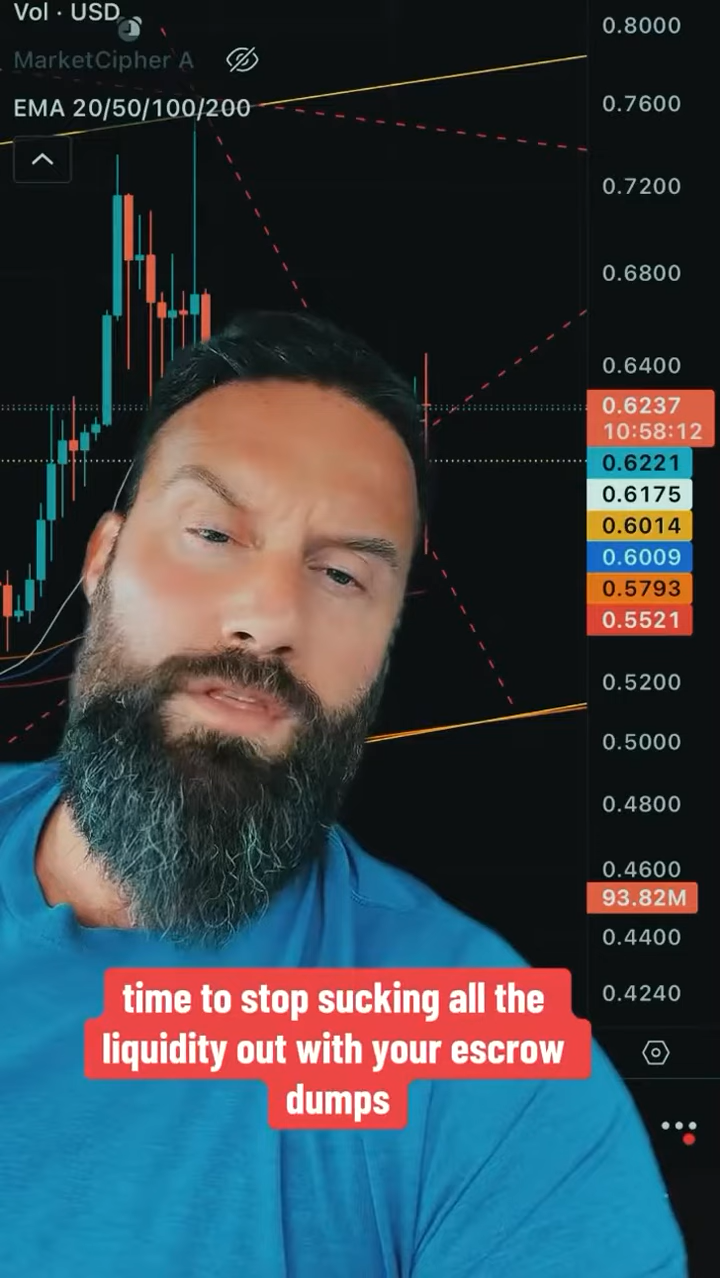 Vol · USD
MarketCipher A
EMA 20/50/100/200
0.8000
0.7600
0.7200
0.6800
0.6400
0.6237
10:58:12
0.6221
0.6175
0.6014
0.6009
0.5793
0.5521
0.5200
0.5000
0.4800
0.4600
93.82M
0.4400
0.4240
time to stop sucking all the
liquidity out with your escrow
dumps